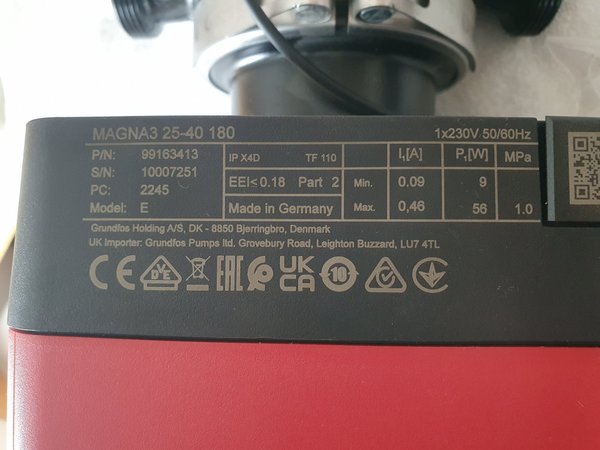 MAGNA3 25-40 180 1x230V 50/60Hz
P/N: 99163413 IP X4D TF 110 I₁[A] P₁[W] MPa
S/N: 10007251
PC: 2245 EEI≤0.18 Part 2 Min. 0.09 9
Model: E Made in Germany Max. 0,46 56 1.0
Grundfos Holding A/S, DK - 8850 Bjerringbro, Denmark
UK Importer: Grundfos Pumps ltd. Grovebury Road, Leighton Buzzard, LU7 4TL
CE VDE EAC UK CA 10